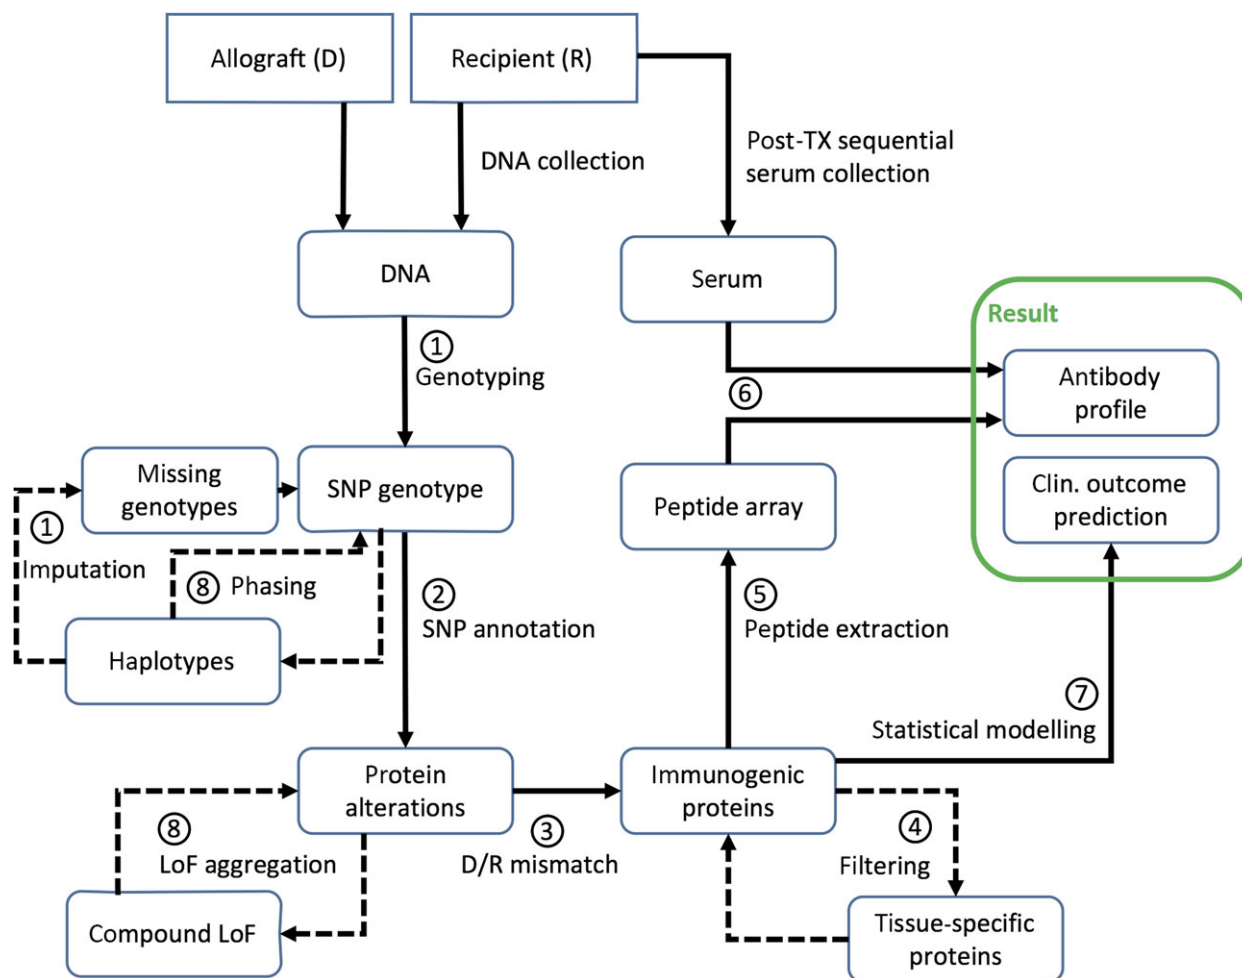 Allograft (D)
Recipient (R)
DNA collection
Post-TX sequential
serum collection
DNA
Serum
Result
1
Genotyping
Antibody
profile
6
Missing
genotypes
SNP genotype
Peptide array
Clin. outcome
prediction
1
Imputation
8 Phasing
2
SNP annotation
5
Peptide extraction
Haplotypes
7
Statistical modelling
Protein
alterations
Immunogenic
proteins
8
LoF aggregation
3
D/R mismatch
4
Filtering
Compound LoF
Tissue-specific
proteins